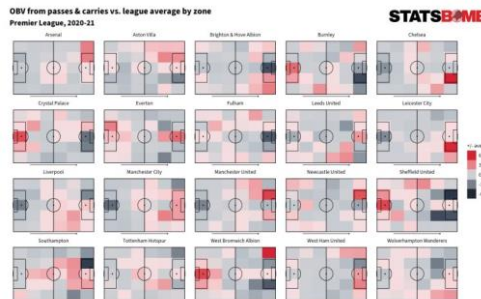 OBV from passes & carries vs. league average by zone
Premier League, 2020-21
STATSBOMB
Arsenal
Aston Villa
Brighton & Hove Albion
Burnley
Chelsea
Crystal Palace
Everton
Fulham
Leeds United
Leicester City
Liverpool
Manchester City
Manchester United
Newcastle United
Sheffield United
Southampton
Tottenham Hotspur
West Bromwich Albion
West Ham United
Wolverhampton Wanderers